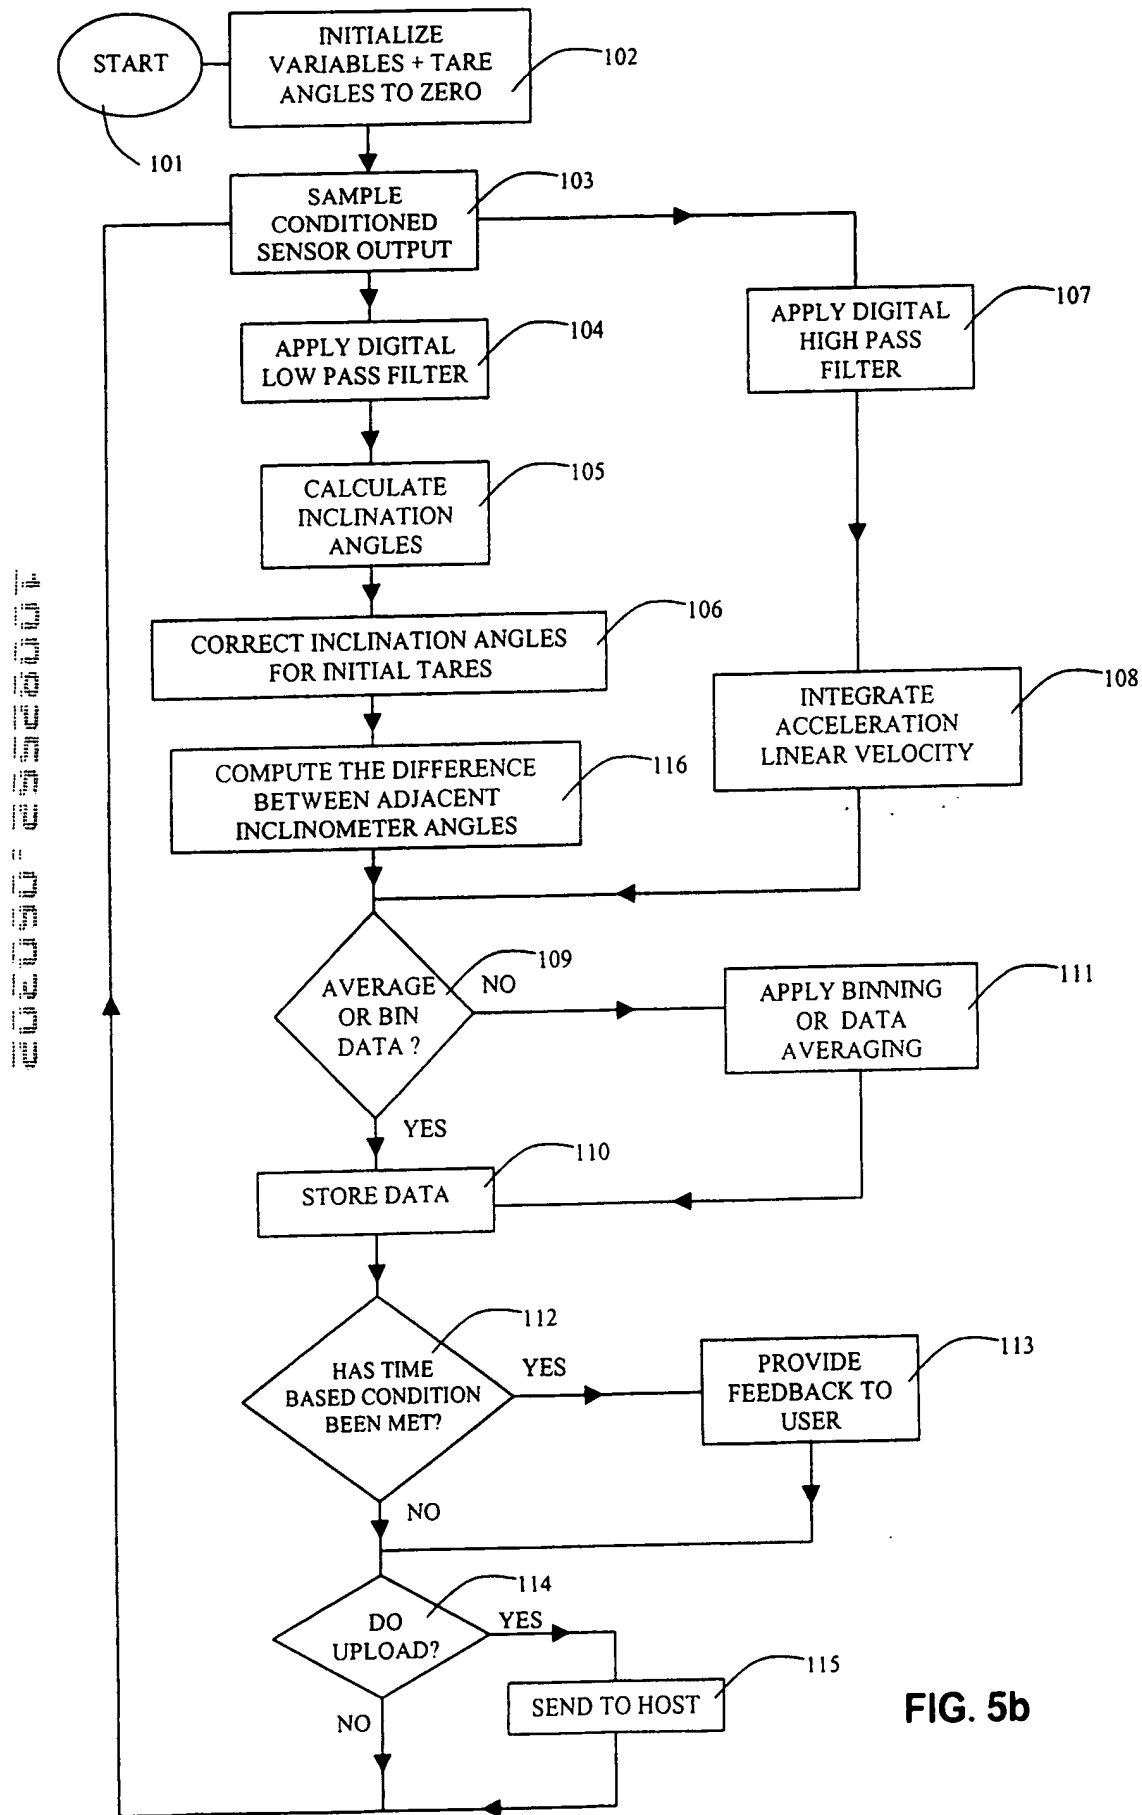 START
INITIALIZE
VARIABLES + TARE
ANGLES TO ZERO
102
101
SAMPLE
CONDITIONED
SENSOR OUTPUT
103
APPLY DIGITAL
LOW PASS FILTER
104
APPLY DIGITAL
HIGH PASS
FILTER
107
CALCULATE
INCLINATION
ANGLES
105
CORRECT INCLINATION ANGLES
FOR INITIAL TARES
106
INTEGRATE
ACCELERATION
LINEAR VELOCITY
108
COMPUTE THE DIFFERENCE
BETWEEN ADJACENT
INCLINOMETER ANGLES
116
AVERAGE
OR BIN
DATA ?
109
NO
APPLY BINNING
OR DATA
AVERAGING
111
YES
STORE DATA
110
HAS TIME
BASED CONDITION
BEEN MET?
112
YES
PROVIDE
FEEDBACK TO
USER
113
NO
DO
UPLOAD?
114
YES
SEND TO HOST
115
NO
FIG. 5b